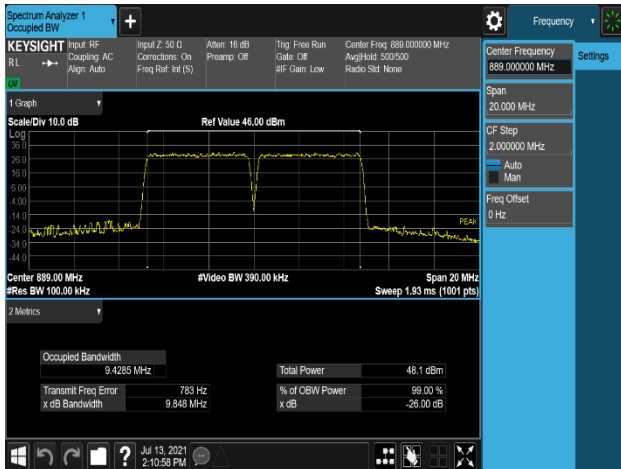 Spectrum Analyzer 1
Occupied BW
Frequency
KEYSIGHT
RL
Input: RF
Coupling: AC
Align: Auto
Input Z: 50 Ω
Corrections: On
Freq Ref: Int (S)
Atten: 16 dB
Preamp: Off
Trig: Free Run
Gate: Off
#IF Gain: Low
Center Freq: 889.000000 MHz
Avg|Hold: 500/500
Radio Std: None
Center Frequency
889.000000 MHz
Settings
Span
20.000 MHz
CF Step
2.000000 MHz
Auto
Man
Freq Offset
0 Hz
1 Graph
Scale/Div 10.0 dB
Ref Value 46.00 dBm
Log
36.0
26.0
16.0
6.00
-4.00
-14.0
-24.0
-34.0
-44.0
PEAK
Center 889.00 MHz
#Video BW 390.00 kHz
Span 20 MHz
#Res BW 100.00 kHz
Sweep 1.93 ms (1001 pts)
2 Metrics
Occupied Bandwidth
9.4285 MHz
Total Power
48.1 dBm
Transmit Freq Error
783 Hz
% of OBW Power
99.00 %
x dB Bandwidth
9.848 MHz
x dB
-26.00 dB
?
Jul 13, 2021
2:10:58 PM